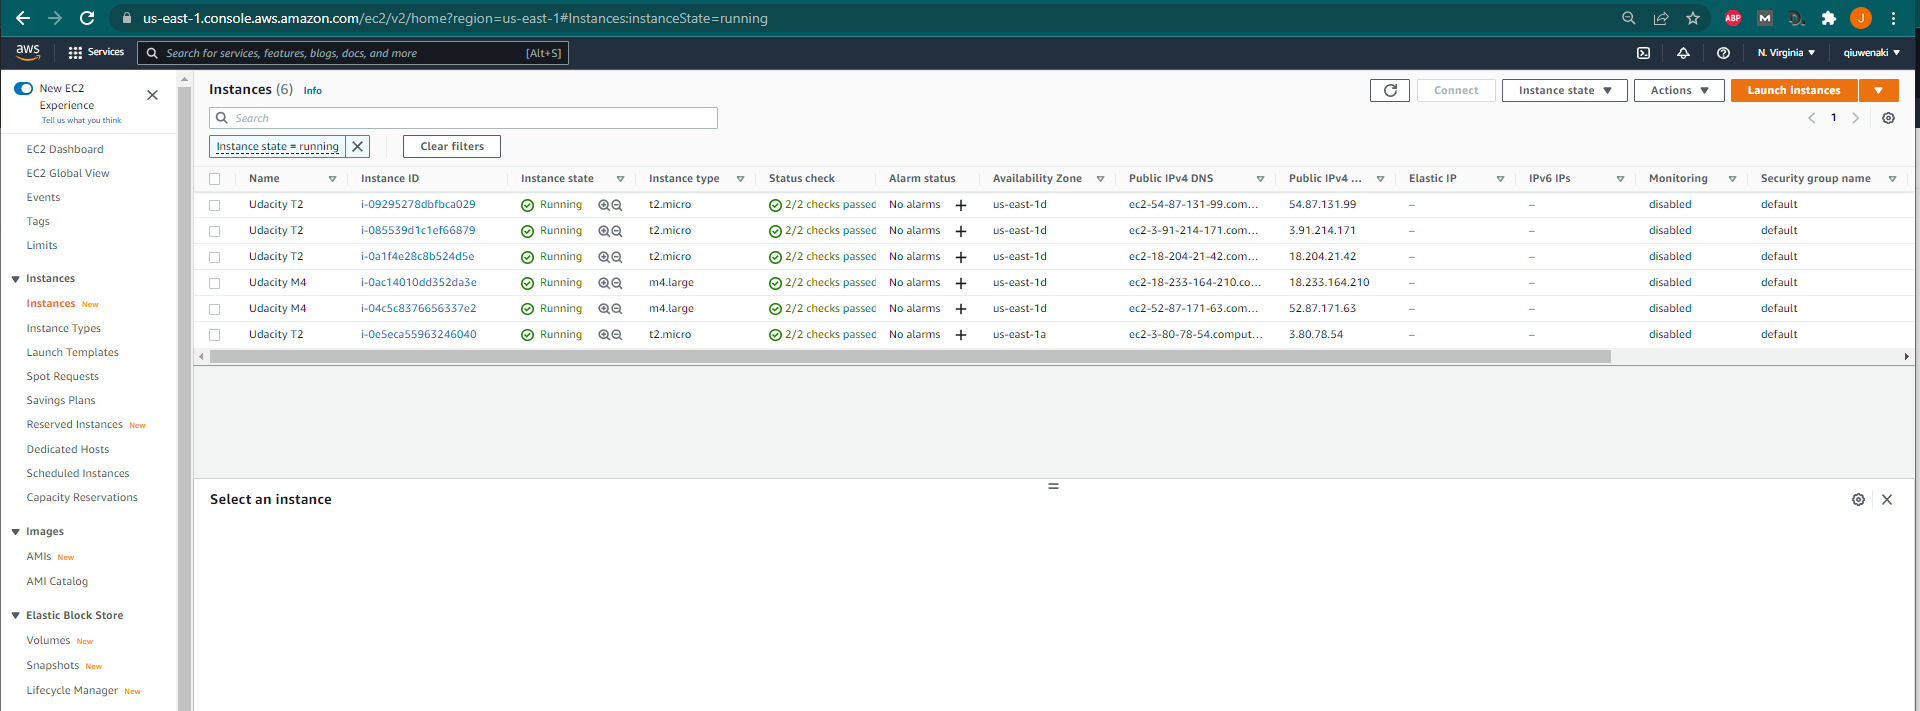 us-east-1.console.aws.amazon.com/ec2/v2/home?region=us-east-1#Instances:instanceState=running
ABP M J
aws Services Search for services, features, blogs, docs, and more [Alt+S] N. Virginia qiuwenaki
New EC2
Experience
Tell us what you think
EC2 Dashboard
EC2 Global View
Events
Tags
Limits
Instances
Instances New
Instance Types
Launch Templates
Spot Requests
Savings Plans
Reserved Instances New
Dedicated Hosts
Scheduled Instances
Capacity Reservations
Images
AMIs New
AMI Catalog
Elastic Block Store
Volumes New
Snapshots New
Lifecycle Manager New
Instances (6) Info Connect Instance state Actions Launch instances
Search 1
Instance state = running Clear filters
Name Instance ID Instance state Instance type Status check Alarm status Availability Zone Public IPv4 DNS Public IPv4 ... Elastic IP IPv6 IPs Monitoring Security group name
Udacity T2 i-09295278dbfbca029 Running t2.micro 2/2 checks passed No alarms + us-east-1d ec2-54-87-131-99.com... 54.87.131.99 – – disabled default
Udacity T2 i-085539d1c1ef66879 Running t2.micro 2/2 checks passed No alarms + us-east-1d ec2-3-91-214-171.com... 3.91.214.171 – – disabled default
Udacity T2 i-0a1f4e28c8b524d5e Running t2.micro 2/2 checks passed No alarms + us-east-1d ec2-18-204-21-42.com... 18.204.21.42 – – disabled default
Udacity M4 i-0ac14010dd352da3e Running m4.large 2/2 checks passed No alarms + us-east-1d ec2-18-233-164-210.co... 18.233.164.210 – – disabled default
Udacity M4 i-04c5c8376656337e2 Running m4.large 2/2 checks passed No alarms + us-east-1d ec2-52-87-171-63.com... 52.87.171.63 – – disabled default
Udacity T2 i-0e5eca55963246040 Running t2.micro 2/2 checks passed No alarms + us-east-1a ec2-3-80-78-54.comput... 3.80.78.54 – – disabled default
Select an instance